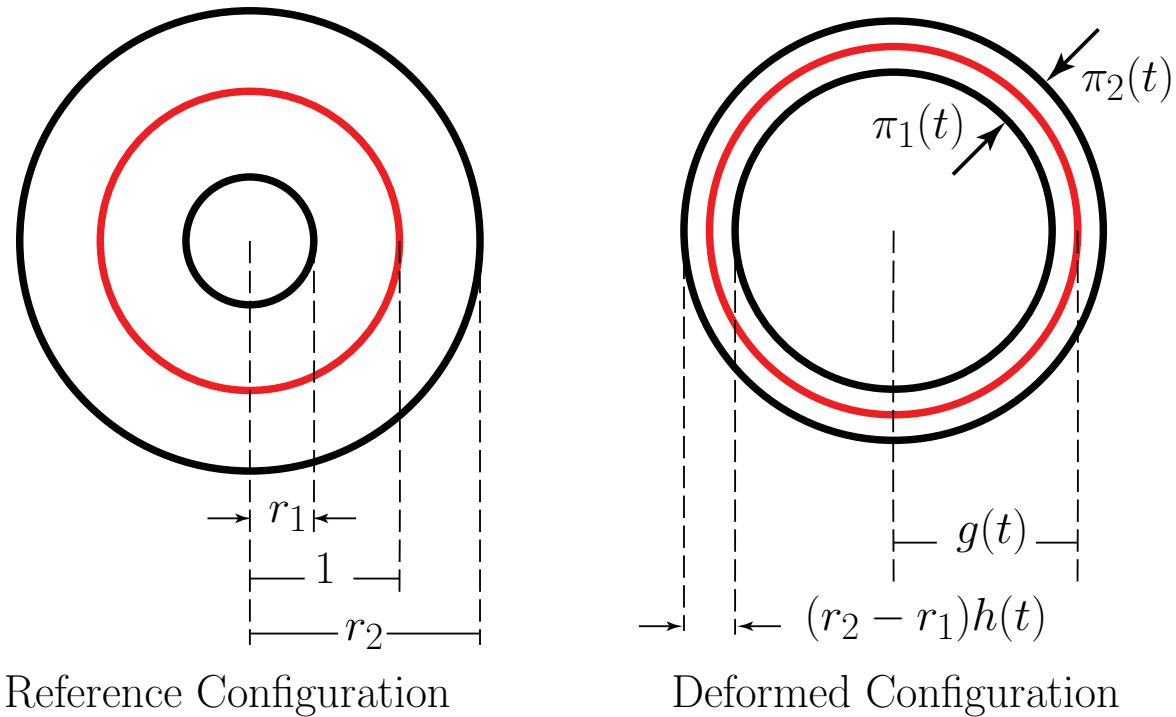 π₂(t)
π₁(t)
r₁
1
r₂
g(t)
(r₂ − r₁)h(t)
Reference Configuration
Deformed Configuration